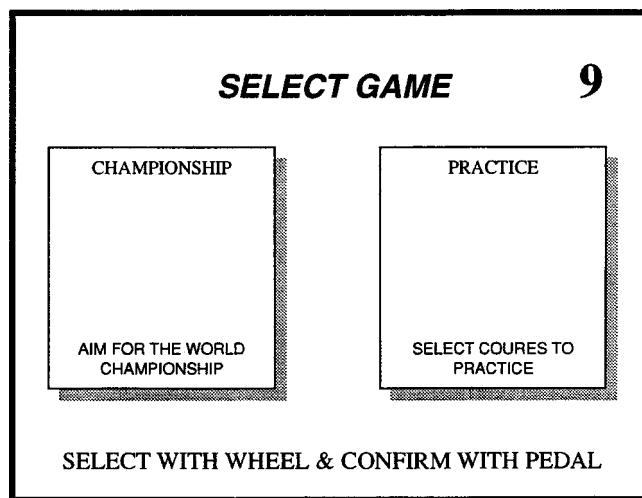 SELECT GAME 9
CHAMPIONSHIP
AIM FOR THE WORLD
CHAMPIONSHIP
PRACTICE
SELECT COURES TO
PRACTICE
SELECT WITH WHEEL & CONFIRM WITH PEDAL